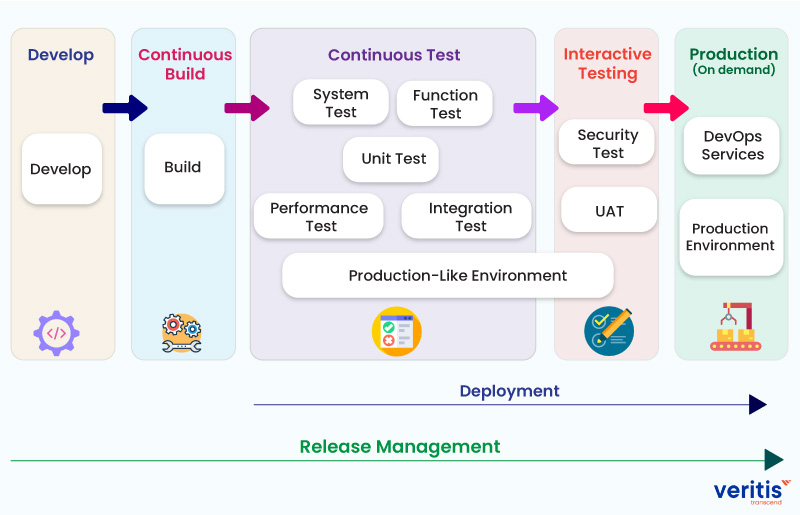 Develop
Continuous
Build
Continuous Test
Interactive
Testing
Production
(On demand)
Develop
Build
System
Test
Function
Test
Unit Test
Performance
Test
Integration
Test
Production-Like Environment
Security
Test
UAT
DevOps
Services
Production
Environment
</>
Deployment
Release Management
veritis
transcend